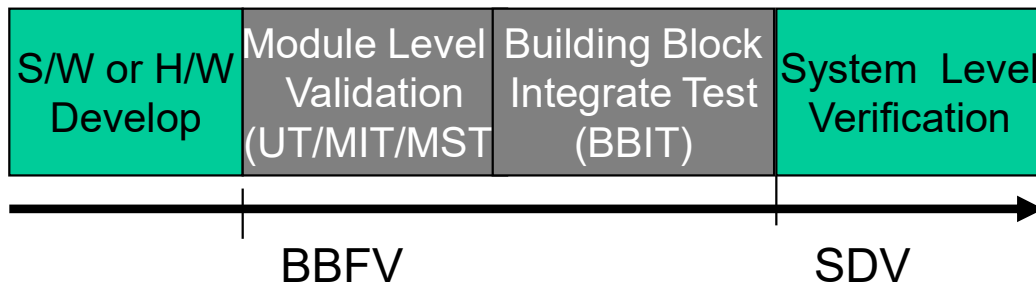 S/W or H/W
Develop
Module Level
Validation
(UT/MIT/MST
Building Block
Integrate Test
(BBIT)
System Level
Verification
BBFV
SDV